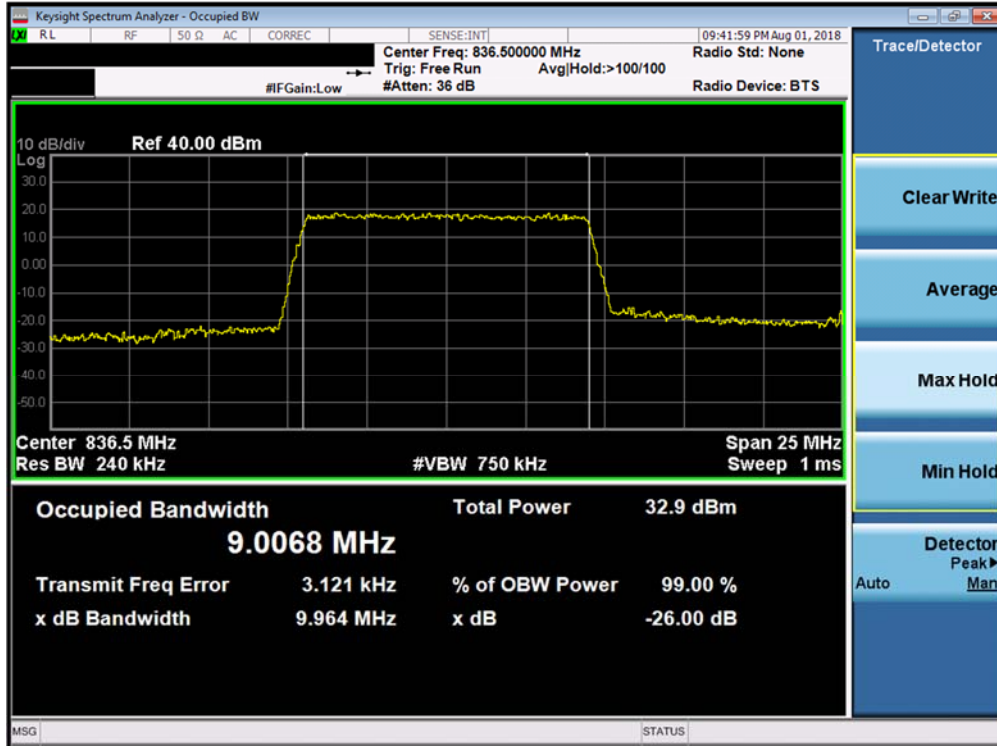 Keysight Spectrum Analyzer - Occupied BW
LXI RL RF 50 Ω AC CORREC SENSE:INT 09:41:59 PM Aug 01, 2018
Center Freq: 836.500000 MHz Radio Std: None
Trig: Free Run Avg|Hold:>100/100
#IFGain:Low #Atten: 36 dB Radio Device: BTS
10 dB/div Ref 40.00 dBm
Log
30.0
20.0
10.0
0.00
-10.0
-20.0
-30.0
-40.0
-50.0
Center 836.5 MHz Span 25 MHz
Res BW 240 kHz #VBW 750 kHz Sweep 1 ms
Occupied Bandwidth Total Power 32.9 dBm
9.0068 MHz
Transmit Freq Error 3.121 kHz % of OBW Power 99.00 %
x dB Bandwidth 9.964 MHz x dB -26.00 dB
MSG STATUS
Trace/Detector
Clear Write
Average
Max Hold
Min Hold
Detector
Peak▶
Auto Man